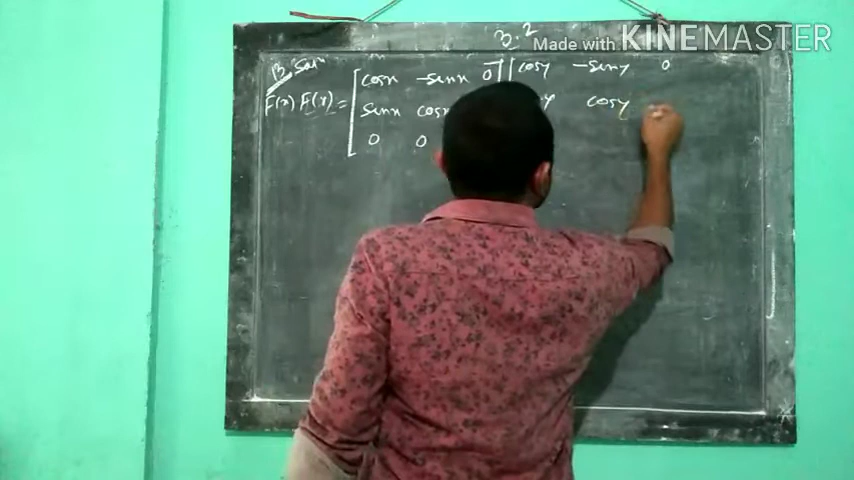 3.2
Made with KINEMASTER
13. Soln
cosx -sinx 0 cosy -siny 0
F(x) F(y) = sinx cosx cosy
0 0